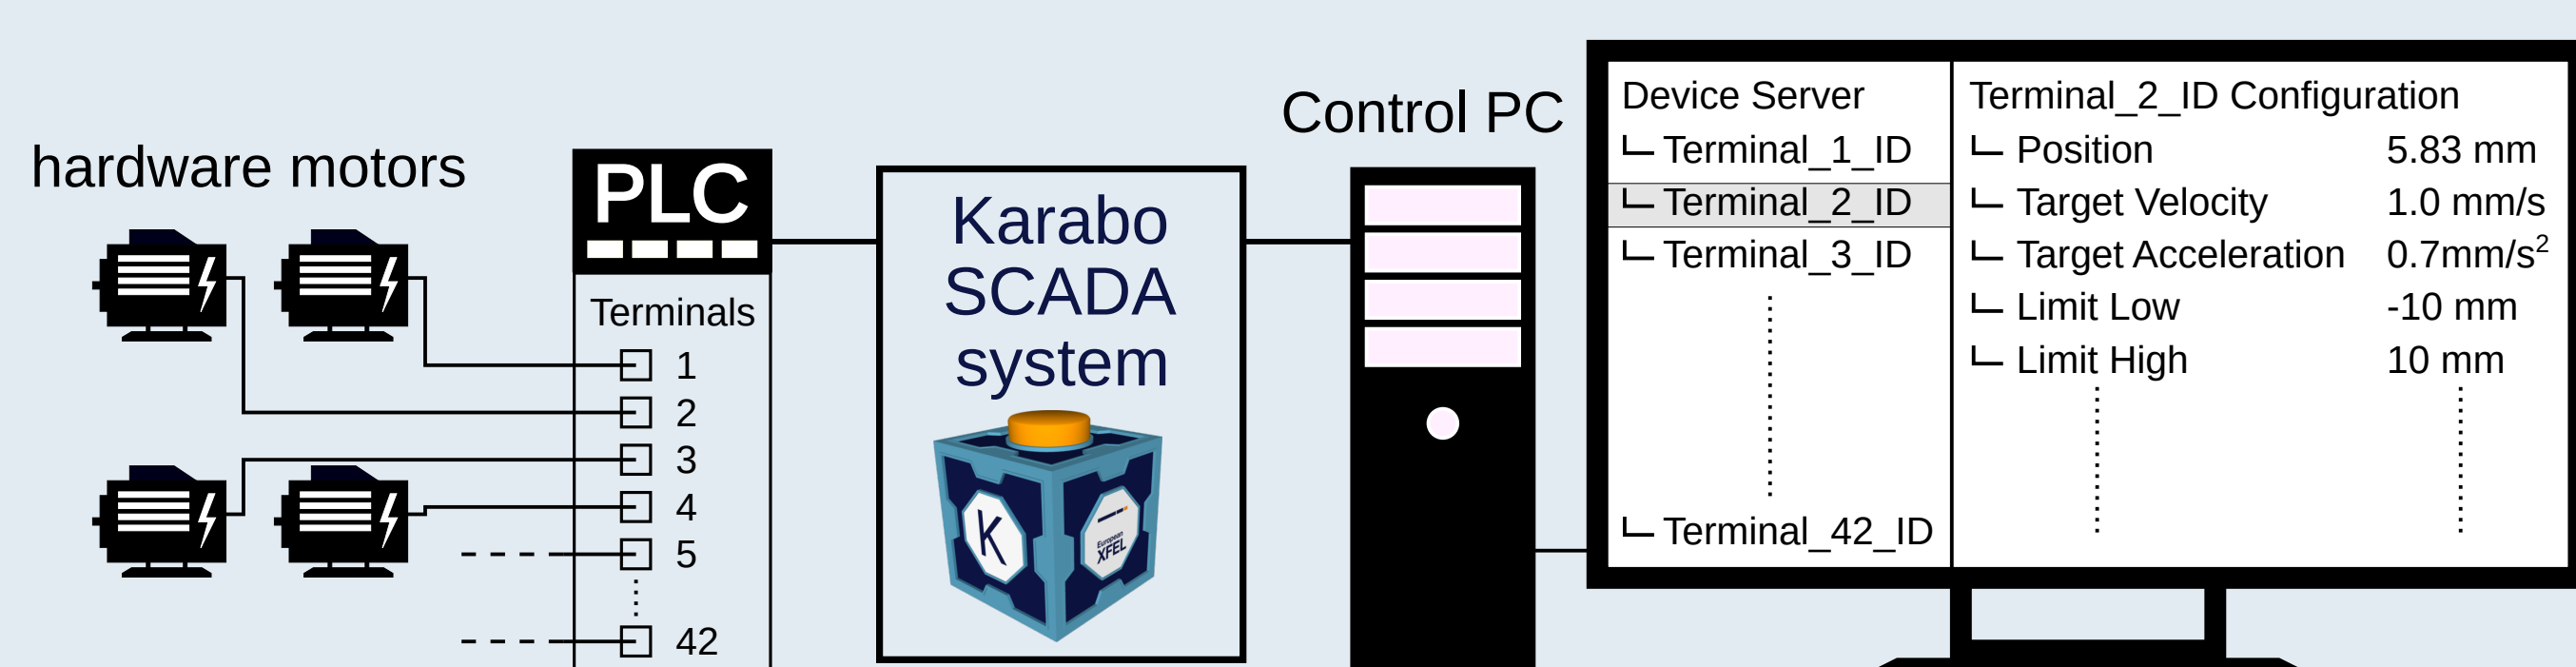 hardware motors
PLC
Terminals
1
2
3
4
5
42
Karabo
SCADA
system
K
European
XFEL
Control PC
Device Server
Terminal_1_ID
Terminal_2_ID
Terminal_3_ID
Terminal_42_ID
Terminal_2_ID Configuration
Position 5.83 mm
Target Velocity 1.0 mm/s
Target Acceleration 0.7mm/s²
Limit Low -10 mm
Limit High 10 mm